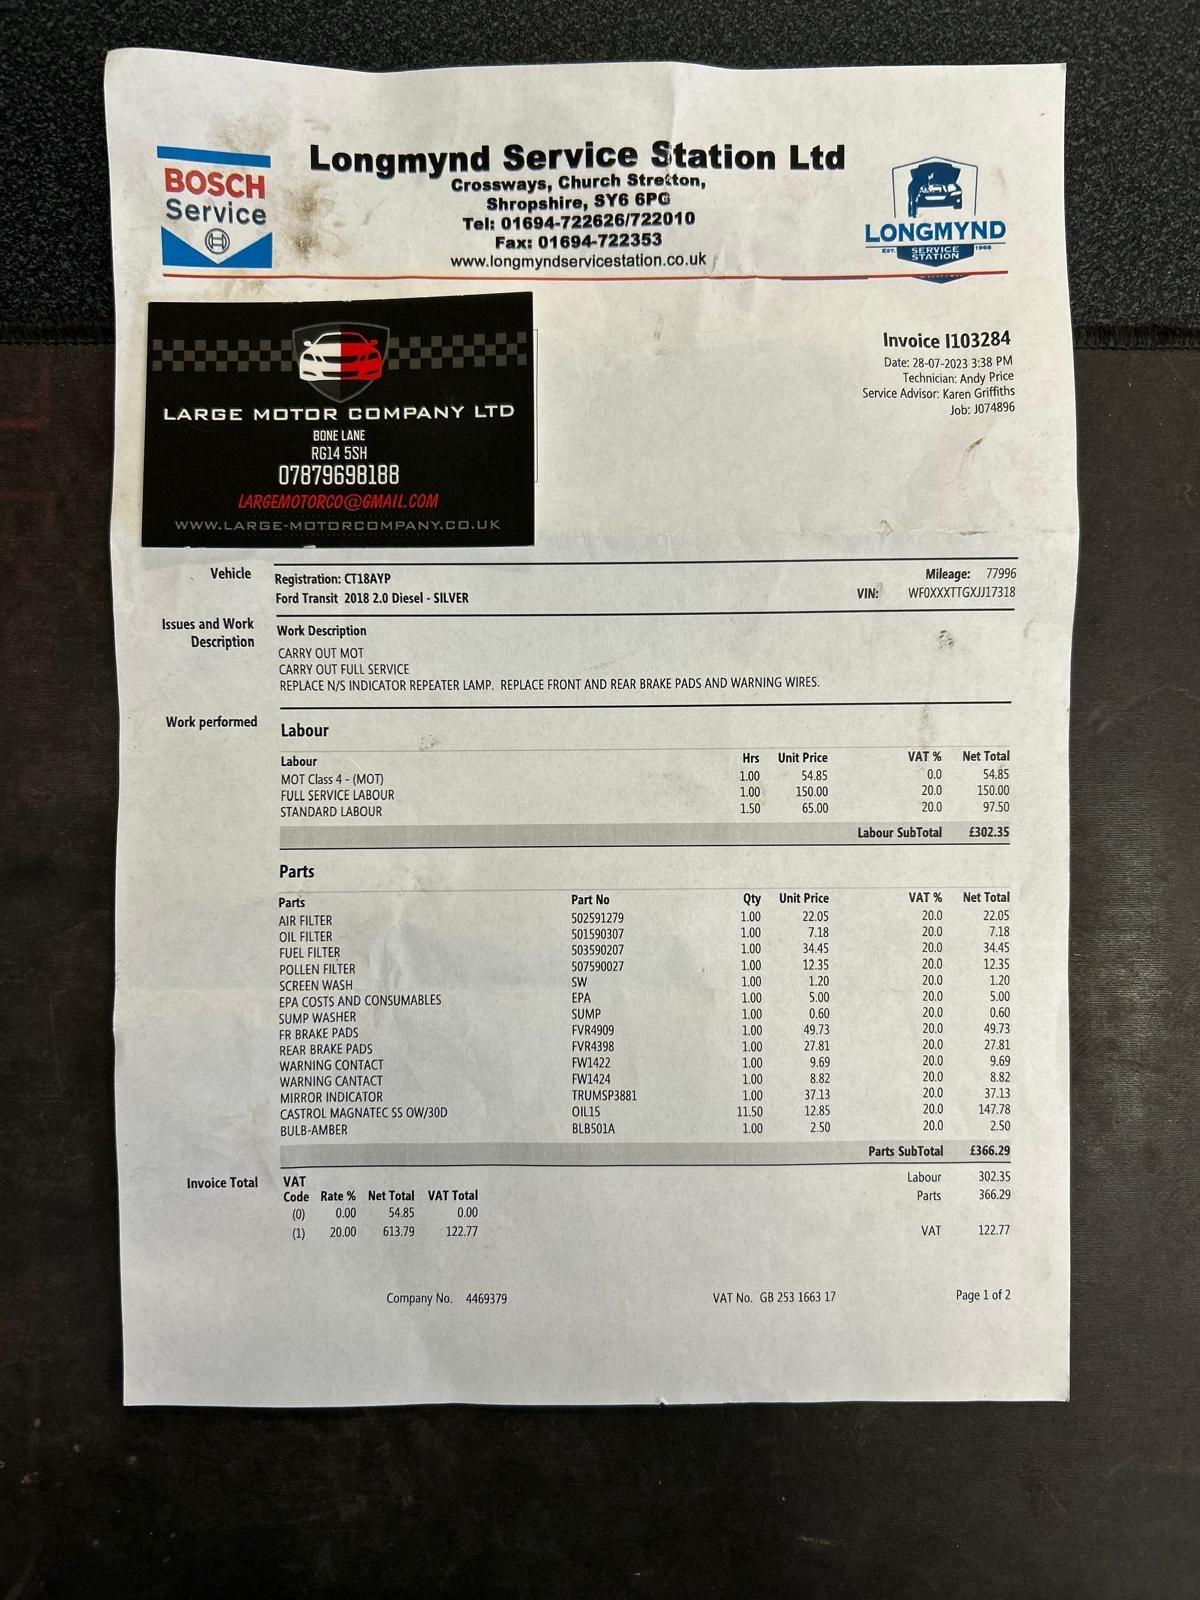 BOSCH
Service
Longmynd Service Station Ltd
Crossways, Church Stretton,
Shropshire, SY6 6PG
Tel: 01694-722626/722010
Fax: 01694-722353
www.longmyndservicestation.co.uk
LONGMYND
EST. SERVICE 1966
STATION
LARGE MOTOR COMPANY LTD
BONE LANE
RG14 5SH
07879698188
LARGEMOTORCO@GMAIL.COM
WWW.LARGE-MOTORCOMPANY.CO.UK
Invoice I103284
Date: 28-07-2023 3:38 PM
Technician: Andy Price
Service Advisor: Karen Griffiths
Job: J074896
Vehicle Registration: CT18AYP Mileage: 77996
Ford Transit 2018 2.0 Diesel - SILVER VIN: WF0XXXTTGXJJ17318
Issues and Work Description
Work Description
CARRY OUT MOT
CARRY OUT FULL SERVICE
REPLACE N/S INDICATOR REPEATER LAMP. REPLACE FRONT AND REAR BRAKE PADS AND WARNING WIRES.
Work performed
Labour
Labour Hrs Unit Price VAT % Net Total
MOT Class 4 - (MOT) 1.00 54.85 0.0 54.85
FULL SERVICE LABOUR 1.00 150.00 20.0 150.00
STANDARD LABOUR 1.50 65.00 20.0 97.50
Labour SubTotal £302.35
Parts
Parts Part No Qty Unit Price VAT % Net Total
AIR FILTER 502591279 1.00 22.05 20.0 22.05
OIL FILTER 501590307 1.00 7.18 20.0 7.18
FUEL FILTER 503590207 1.00 34.45 20.0 34.45
POLLEN FILTER 507590027 1.00 12.35 20.0 12.35
SCREEN WASH SW 1.00 1.20 20.0 1.20
EPA COSTS AND CONSUMABLES EPA 1.00 5.00 20.0 5.00
SUMP WASHER SUMP 1.00 0.60 20.0 0.60
FR BRAKE PADS FVR4909 1.00 49.73 20.0 49.73
REAR BRAKE PADS FVR4398 1.00 27.81 20.0 27.81
WARNING CONTACT FW1422 1.00 9.69 20.0 9.69
WARNING CANTACT FW1424 1.00 8.82 20.0 8.82
MIRROR INDICATOR TRUMSP3881 1.00 37.13 20.0 37.13
CASTROL MAGNATEC SS OW/30D OIL15 11.50 12.85 20.0 147.78
BULB-AMBER BLB501A 1.00 2.50 20.0 2.50
Parts SubTotal £366.29
Invoice Total
VAT
Code Rate % Net Total VAT Total
(0) 0.00 54.85 0.00
(1) 20.00 613.79 122.77
Labour 302.35
Parts 366.29
VAT 122.77
Company No. 4469379 VAT No. GB 253 1663 17 Page 1 of 2